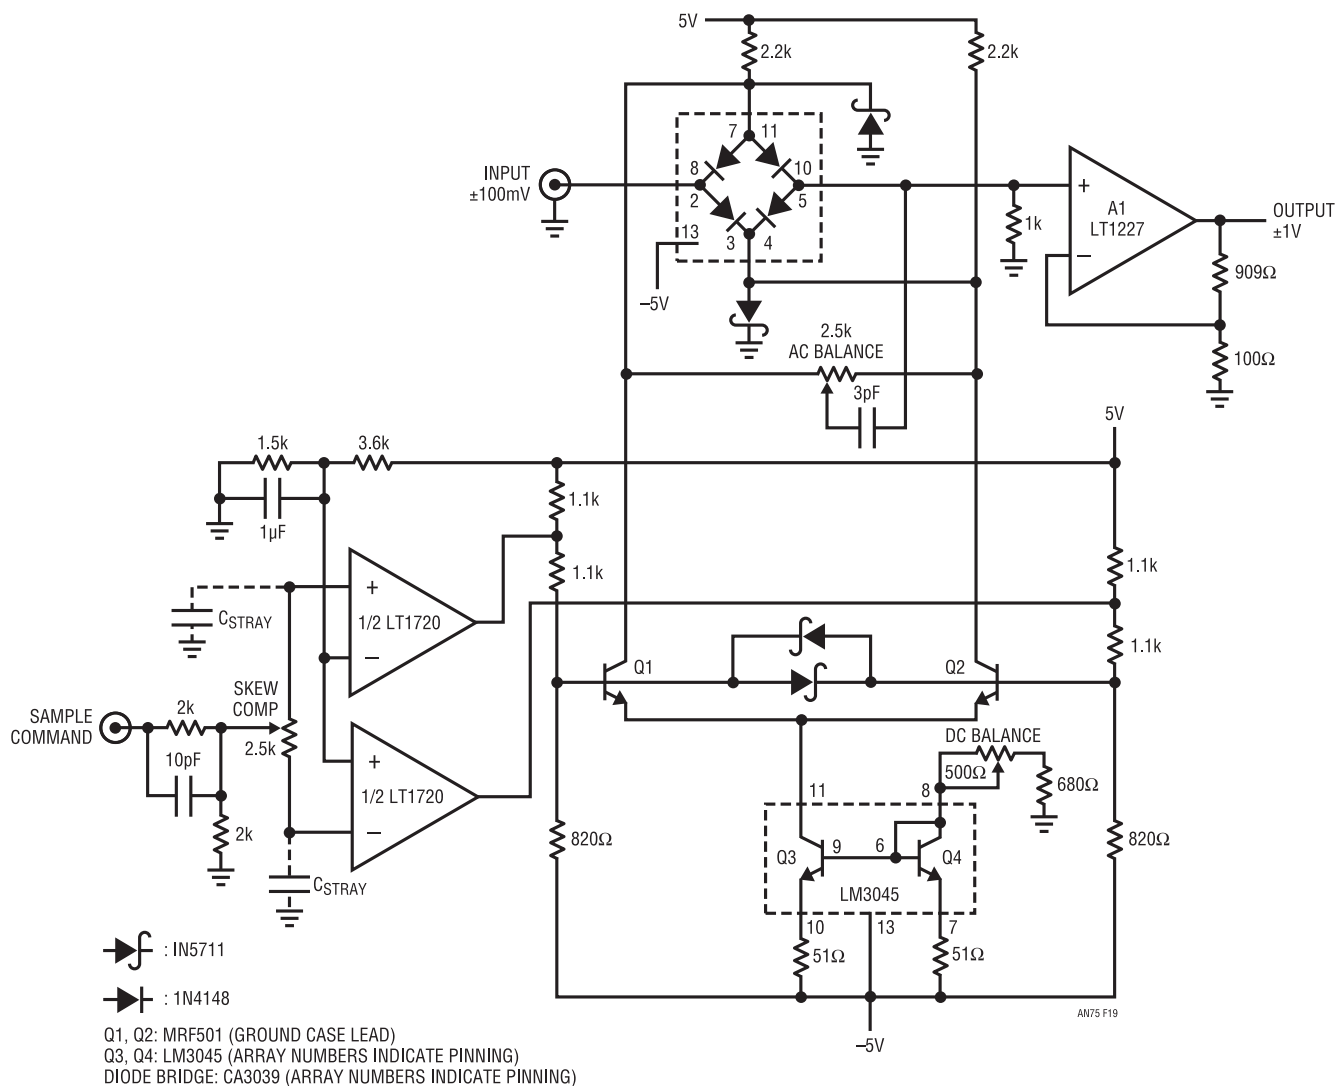 5V
2.2k
2.2k
7
11
8
10
INPUT
±100mV
2
5
13
3
4
–5V
+
A1
LT1227
–
1k
OUTPUT
±1V
909Ω
100Ω
2.5k
AC BALANCE
3pF
5V
1.5k
3.6k
1µF
1.1k
1.1k
1.1k
1.1k
CSTRAY
+
1/2 LT1720
–
SKEW
COMP
2.5k
SAMPLE
COMMAND
2k
10pF
2k
+
1/2 LT1720
–
CSTRAY
Q1
Q2
DC BALANCE
500Ω
680Ω
11
8
820Ω
820Ω
Q3
9
6
Q4
LM3045
10
13
7
51Ω
51Ω
–5V
AN75 F19
: IN5711
: 1N4148
Q1, Q2: MRF501 (GROUND CASE LEAD)
Q3, Q4: LM3045 (ARRAY NUMBERS INDICATE PINNING)
DIODE BRIDGE: CA3039 (ARRAY NUMBERS INDICATE PINNING)